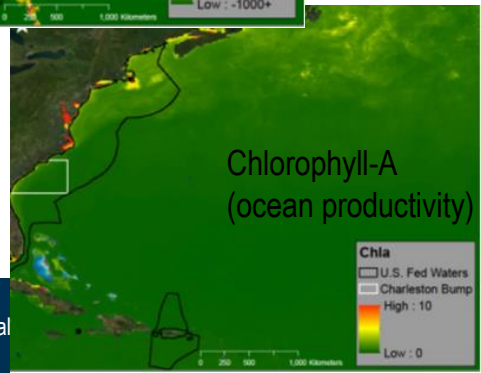 Low : -1000+
0 250 500 1,000 Kilometers
Chlorophyll-A
(ocean productivity)
Chla
U.S. Fed Waters
Charleston Bump
High : 10
Low : 0
al
0 250 500 1,000 Kilometers